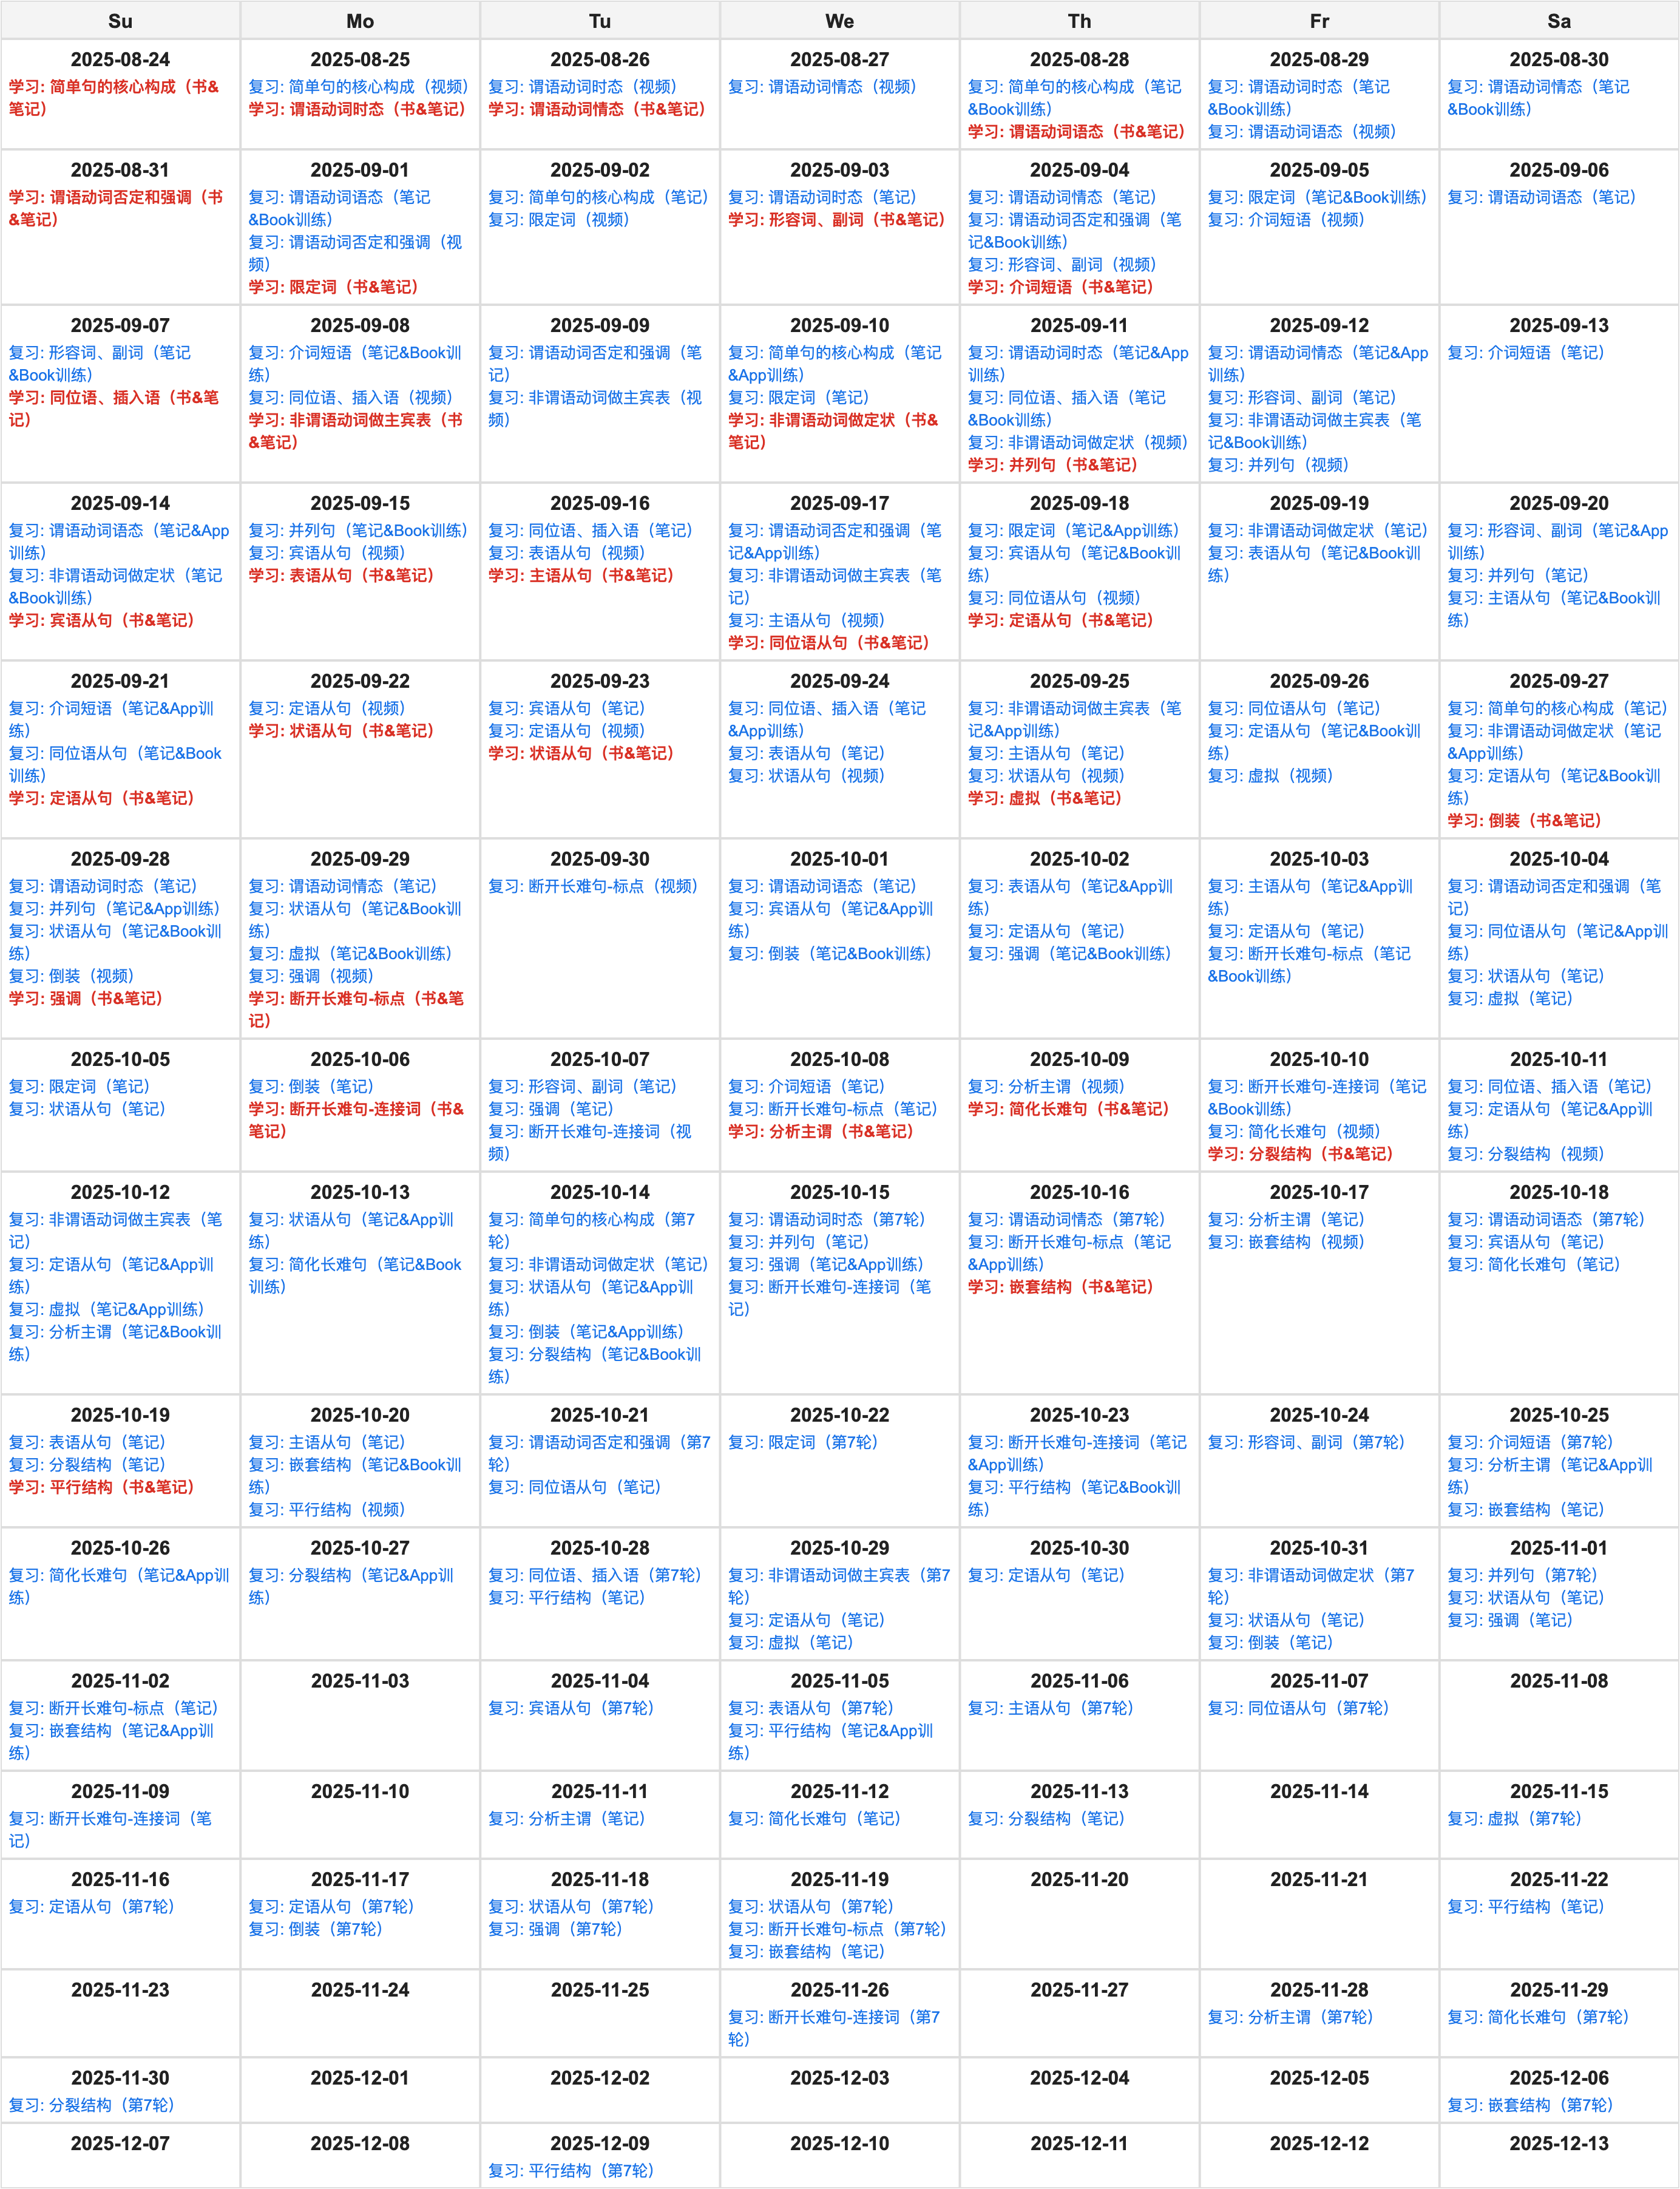 Su
Mo
Tu
We
Th
Fr
Sa
2025-08-24
学习: 简单句的核心构成（书&
笔记）
2025-08-25
复习: 简单句的核心构成（视频）
学习: 谓语动词时态（书&笔记）
2025-08-26
复习: 谓语动词时态（视频）
学习: 谓语动词情态（书&笔记）
2025-08-27
复习: 谓语动词情态（视频）
2025-08-28
复习: 简单句的核心构成（笔记
&Book训练）
学习: 谓语动词语态（书&笔记）
2025-08-29
复习: 谓语动词时态（笔记
&Book训练）
复习: 谓语动词语态（视频）
2025-08-30
复习: 谓语动词情态（笔记
&Book训练）
2025-08-31
学习: 谓语动词否定和强调（书
&笔记）
2025-09-01
复习: 谓语动词语态（笔记
&Book训练）
复习: 谓语动词否定和强调（视
频）
学习: 限定词（书&笔记）
2025-09-02
复习: 简单句的核心构成（笔记）
复习: 限定词（视频）
2025-09-03
复习: 谓语动词时态（笔记）
学习: 形容词、副词（书&笔记）
2025-09-04
复习: 谓语动词情态（笔记）
复习: 谓语动词否定和强调（笔
记&Book训练）
复习: 形容词、副词（视频）
学习: 介词短语（书&笔记）
2025-09-05
复习: 限定词（笔记&Book训练）
复习: 介词短语（视频）
2025-09-06
复习: 谓语动词语态（笔记）
2025-09-07
复习: 形容词、副词（笔记
&Book训练）
学习: 同位语、插入语（书&笔
记）
2025-09-08
复习: 介词短语（笔记&Book训
练）
复习: 同位语、插入语（视频）
学习: 非谓语动词做主宾表（书
&笔记）
2025-09-09
复习: 谓语动词否定和强调（笔
记）
复习: 非谓语动词做主宾表（视
频）
2025-09-10
复习: 简单句的核心构成（笔记
&App训练）
复习: 限定词（笔记）
学习: 非谓语动词做定状（书&
笔记）
2025-09-11
复习: 谓语动词时态（笔记&App
训练）
复习: 同位语、插入语（笔记
&Book训练）
复习: 非谓语动词做定状（视频）
学习: 并列句（书&笔记）
2025-09-12
复习: 谓语动词情态（笔记&App
训练）
复习: 形容词、副词（笔记）
复习: 非谓语动词做主宾表（笔
记&Book训练）
复习: 并列句（视频）
2025-09-13
复习: 介词短语（笔记）
2025-09-14
复习: 谓语动词语态（笔记&App
训练）
复习: 非谓语动词做定状（笔记
&Book训练）
学习: 宾语从句（书&笔记）
2025-09-15
复习: 并列句（笔记&Book训练）
复习: 宾语从句（视频）
学习: 表语从句（书&笔记）
2025-09-16
复习: 同位语、插入语（笔记）
复习: 表语从句（视频）
学习: 主语从句（书&笔记）
2025-09-17
复习: 谓语动词否定和强调（笔
记&App训练）
复习: 非谓语动词做主宾表（笔
记）
复习: 主语从句（视频）
学习: 同位语从句（书&笔记）
2025-09-18
复习: 限定词（笔记&App训练）
复习: 宾语从句（笔记&Book训
练）
复习: 同位语从句（视频）
学习: 定语从句（书&笔记）
2025-09-19
复习: 非谓语动词做定状（笔记）
复习: 表语从句（笔记&Book训
练）
2025-09-20
复习: 形容词、副词（笔记&App
训练）
复习: 并列句（笔记）
复习: 主语从句（笔记&Book训
练）
2025-09-21
复习: 介词短语（笔记&App训
练）
复习: 同位语从句（笔记&Book
训练）
学习: 定语从句（书&笔记）
2025-09-22
复习: 定语从句（视频）
学习: 状语从句（书&笔记）
2025-09-23
复习: 宾语从句（笔记）
复习: 定语从句（视频）
学习: 状语从句（书&笔记）
2025-09-24
复习: 同位语、插入语（笔记
&App训练）
复习: 表语从句（笔记）
复习: 状语从句（视频）
2025-09-25
复习: 非谓语动词做主宾表（笔
记&App训练）
复习: 主语从句（笔记）
复习: 状语从句（视频）
学习: 虚拟（书&笔记）
2025-09-26
复习: 同位语从句（笔记）
复习: 定语从句（笔记&Book训
练）
复习: 虚拟（视频）
2025-09-27
复习: 简单句的核心构成（笔记）
复习: 非谓语动词做定状（笔记
&App训练）
复习: 定语从句（笔记&Book训
练）
学习: 倒装（书&笔记）
2025-09-28
复习: 谓语动词时态（笔记）
复习: 并列句（笔记&App训练）
复习: 状语从句（笔记&Book训
练）
复习: 倒装（视频）
学习: 强调（书&笔记）
2025-09-29
复习: 谓语动词情态（笔记）
复习: 状语从句（笔记&Book训
练）
复习: 虚拟（笔记&Book训练）
复习: 强调（视频）
学习: 断开长难句-标点（书&笔
记）
2025-09-30
复习: 断开长难句-标点（视频）
2025-10-01
复习: 谓语动词语态（笔记）
复习: 宾语从句（笔记&App训
练）
复习: 倒装（笔记&Book训练）
2025-10-02
复习: 表语从句（笔记&App训
练）
复习: 定语从句（笔记）
复习: 强调（笔记&Book训练）
2025-10-03
复习: 主语从句（笔记&App训
练）
复习: 定语从句（笔记）
复习: 断开长难句-标点（笔记
&Book训练）
2025-10-04
复习: 谓语动词否定和强调（笔
记）
复习: 同位语从句（笔记&App训
练）
复习: 状语从句（笔记）
复习: 虚拟（笔记）
2025-10-05
复习: 限定词（笔记）
复习: 状语从句（笔记）
2025-10-06
复习: 倒装（笔记）
学习: 断开长难句-连接词（书&
笔记）
2025-10-07
复习: 形容词、副词（笔记）
复习: 强调（笔记）
复习: 断开长难句-连接词（视
频）
2025-10-08
复习: 介词短语（笔记）
复习: 断开长难句-标点（笔记）
学习: 分析主谓（书&笔记）
2025-10-09
复习: 分析主谓（视频）
学习: 简化长难句（书&笔记）
2025-10-10
复习: 断开长难句-连接词（笔记
&Book训练）
复习: 简化长难句（视频）
学习: 分裂结构（书&笔记）
2025-10-11
复习: 同位语、插入语（笔记）
复习: 定语从句（笔记&App训
练）
复习: 分裂结构（视频）
2025-10-12
复习: 非谓语动词做主宾表（笔
记）
复习: 定语从句（笔记&App训
练）
复习: 虚拟（笔记&App训练）
复习: 分析主谓（笔记&Book训
练）
2025-10-13
复习: 状语从句（笔记&App训
练）
复习: 简化长难句（笔记&Book
训练）
2025-10-14
复习: 简单句的核心构成（第7
轮）
复习: 非谓语动词做定状（笔记）
复习: 状语从句（笔记&App训
练）
复习: 倒装（笔记&App训练）
复习: 分裂结构（笔记&Book训
练）
2025-10-15
复习: 谓语动词时态（第7轮）
复习: 并列句（笔记）
复习: 强调（笔记&App训练）
复习: 断开长难句-连接词（笔
记）
2025-10-16
复习: 谓语动词情态（第7轮）
复习: 断开长难句-标点（笔记
&App训练）
学习: 嵌套结构（书&笔记）
2025-10-17
复习: 分析主谓（笔记）
复习: 嵌套结构（视频）
2025-10-18
复习: 谓语动词语态（第7轮）
复习: 宾语从句（笔记）
复习: 简化长难句（笔记）
2025-10-19
复习: 表语从句（笔记）
复习: 分裂结构（笔记）
学习: 平行结构（书&笔记）
2025-10-20
复习: 主语从句（笔记）
复习: 嵌套结构（笔记&Book训
练）
复习: 平行结构（视频）
2025-10-21
复习: 谓语动词否定和强调（第7
轮）
复习: 同位语从句（笔记）
2025-10-22
复习: 限定词（第7轮）
2025-10-23
复习: 断开长难句-连接词（笔记
&App训练）
复习: 平行结构（笔记&Book训
练）
2025-10-24
复习: 形容词、副词（第7轮）
2025-10-25
复习: 介词短语（第7轮）
复习: 分析主谓（笔记&App训
练）
复习: 嵌套结构（笔记）
2025-10-26
复习: 简化长难句（笔记&App训
练）
2025-10-27
复习: 分裂结构（笔记&App训
练）
2025-10-28
复习: 同位语、插入语（第7轮）
复习: 平行结构（笔记）
2025-10-29
复习: 非谓语动词做主宾表（第7
轮）
复习: 定语从句（笔记）
复习: 虚拟（笔记）
2025-10-30
复习: 定语从句（笔记）
2025-10-31
复习: 非谓语动词做定状（第7
轮）
复习: 状语从句（笔记）
复习: 倒装（笔记）
2025-11-01
复习: 并列句（第7轮）
复习: 状语从句（笔记）
复习: 强调（笔记）
2025-11-02
复习: 断开长难句-标点（笔记）
复习: 嵌套结构（笔记&App训
练）
2025-11-03
2025-11-04
复习: 宾语从句（第7轮）
2025-11-05
复习: 表语从句（第7轮）
复习: 平行结构（笔记&App训
练）
2025-11-06
复习: 主语从句（第7轮）
2025-11-07
复习: 同位语从句（第7轮）
2025-11-08
2025-11-09
复习: 断开长难句-连接词（笔
记）
2025-11-10
2025-11-11
复习: 分析主谓（笔记）
2025-11-12
复习: 简化长难句（笔记）
2025-11-13
复习: 分裂结构（笔记）
2025-11-14
2025-11-15
复习: 虚拟（第7轮）
2025-11-16
复习: 定语从句（第7轮）
2025-11-17
复习: 定语从句（第7轮）
复习: 倒装（第7轮）
2025-11-18
复习: 状语从句（第7轮）
复习: 强调（第7轮）
2025-11-19
复习: 状语从句（第7轮）
复习: 断开长难句-标点（第7轮）
复习: 嵌套结构（笔记）
2025-11-20
2025-11-21
2025-11-22
复习: 平行结构（笔记）
2025-11-23
2025-11-24
2025-11-25
2025-11-26
复习: 断开长难句-连接词（第7
轮）
2025-11-27
2025-11-28
复习: 分析主谓（第7轮）
2025-11-29
复习: 简化长难句（第7轮）
2025-11-30
复习: 分裂结构（第7轮）
2025-12-01
2025-12-02
2025-12-03
2025-12-04
2025-12-05
2025-12-06
复习: 嵌套结构（第7轮）
2025-12-07
2025-12-08
2025-12-09
复习: 平行结构（第7轮）
2025-12-10
2025-12-11
2025-12-12
2025-12-13